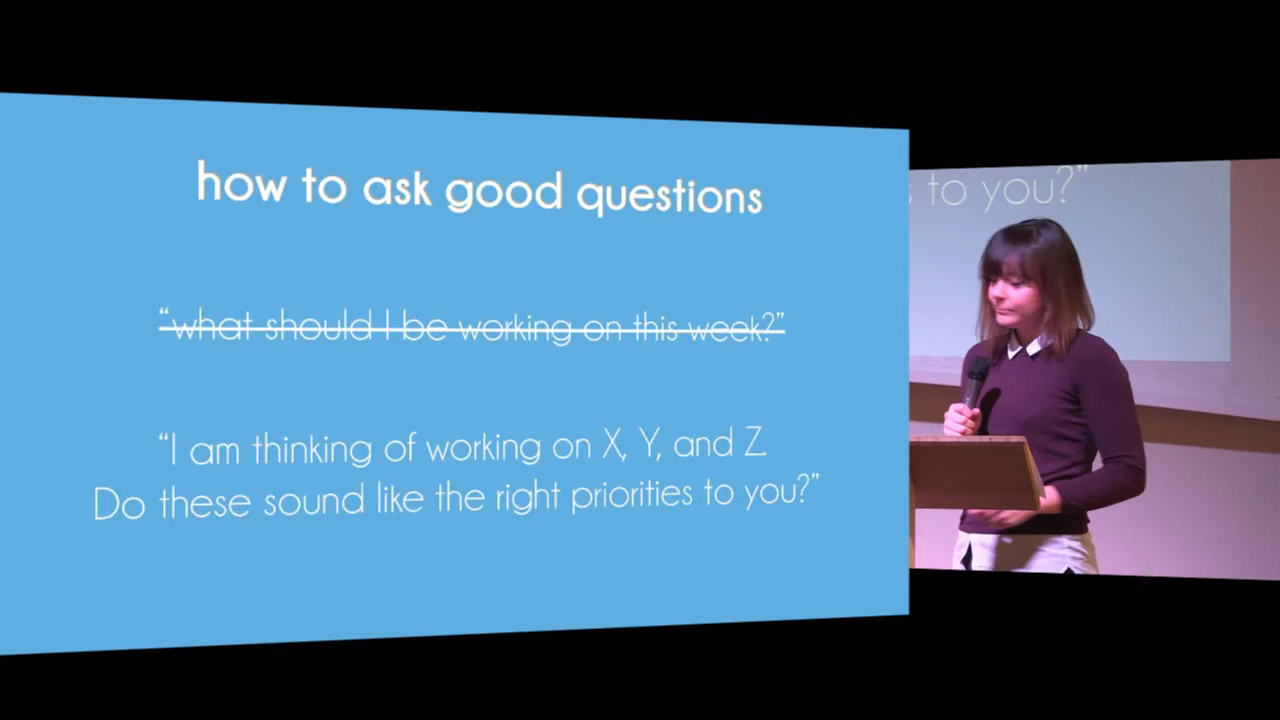 how to ask good questions
“what should I be working on this week?”
“I am thinking of working on X, Y, and Z
Do these sound like the right priorities to you?”
s to you?”